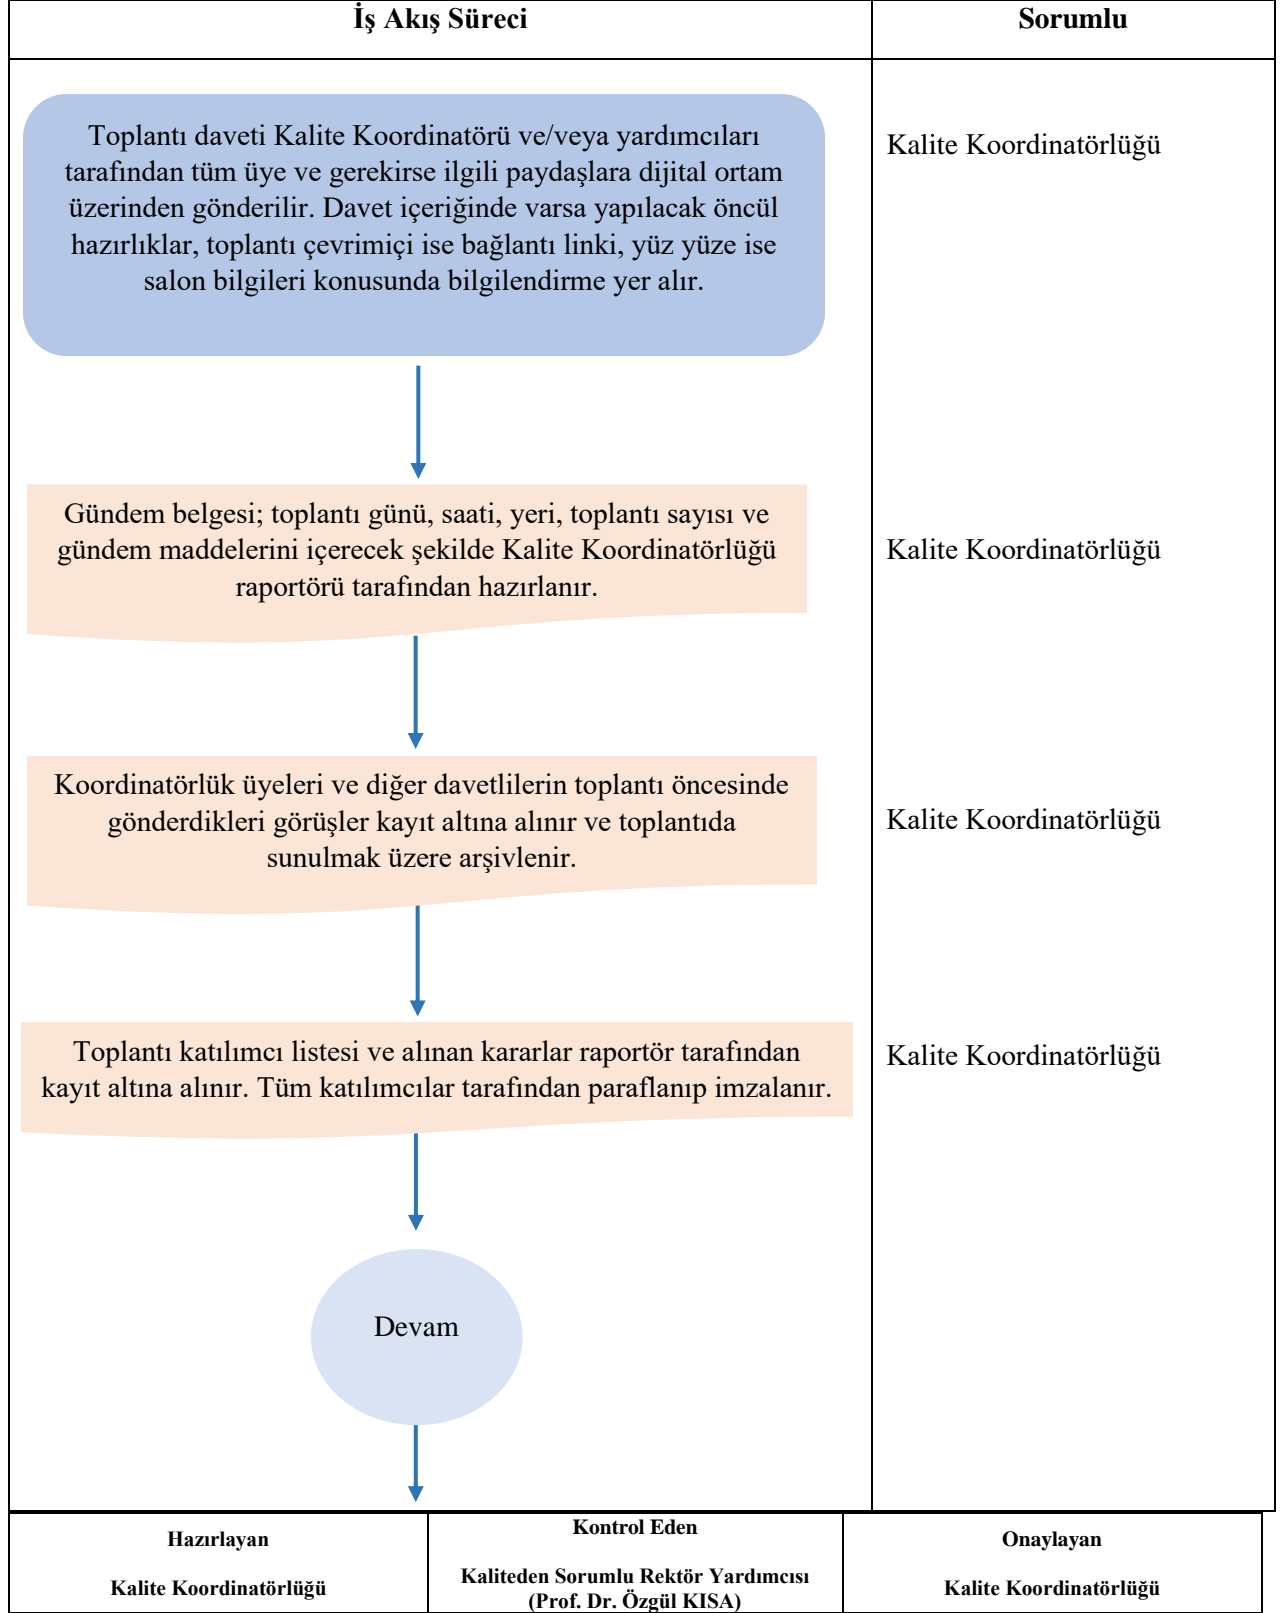 İş Akış Süreci
Sorumlu
Toplantı daveti Kalite Koordinatörü ve/veya yardımcıları
tarafından tüm üye ve gerekirse ilgili paydaşlara dijital ortam
üzerinden gönderilir. Davet içeriğinde varsa yapılacak öncül
hazırlıklar, toplantı çevrimiçi ise bağlantı linki, yüz yüze ise
salon bilgileri konusunda bilgilendirme yer alır.
Kalite Koordinatörlüğü
Gündem belgesi; toplantı günü, saati, yeri, toplantı sayısı ve
gündem maddelerini içerecek şekilde Kalite Koordinatörlüğü
raportörü tarafından hazırlanır.
Kalite Koordinatörlüğü
Koordinatörlük üyeleri ve diğer davetlilerin toplantı öncesinde
gönderdikleri görüşler kayıt altına alınır ve toplantıda
sunulmak üzere arşivlenir.
Kalite Koordinatörlüğü
Toplantı katılımcı listesi ve alınan kararlar raportör tarafından
kayıt altına alınır. Tüm katılımcılar tarafından paraflanıp imzalanır.
Kalite Koordinatörlüğü
Devam
Hazırlayan
Kalite Koordinatörlüğü
Kontrol Eden
Kaliteden Sorumlu Rektör Yardımcısı
(Prof. Dr. Özgül KISA)
Onaylayan
Kalite Koordinatörlüğü